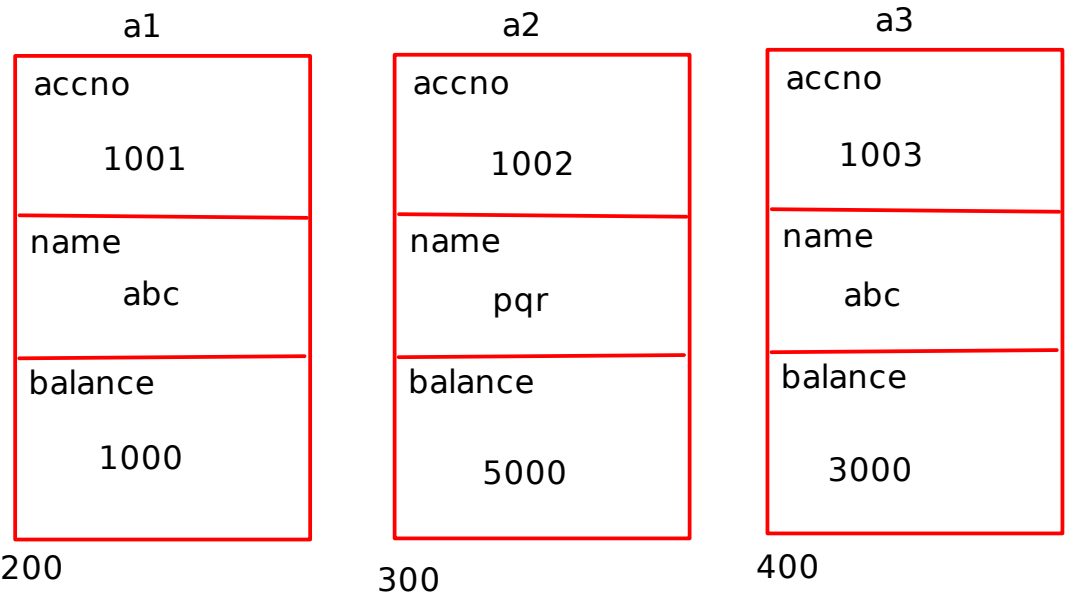 a1
accno
1001
name
abc
balance
1000
200
a2
accno
1002
name
pqr
balance
5000
300
a3
accno
1003
name
abc
balance
3000
400